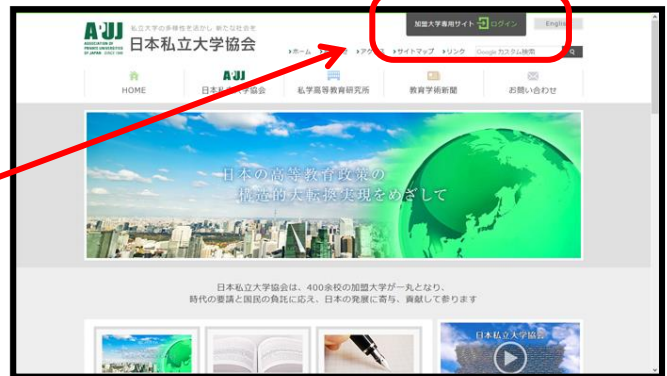 私立大学の多様性を活かし 新たな社会を
APUJ
ASSOCIATION OF
PRIVATE UNIVERSITIES
OF JAPAN SINCE 1946
日本私立大学協会
加盟大学専用サイト ログイン
English
ホーム
サイトマップ リンク Google カスタム検索
HOME
APUJ
日本私立大学協会
私学高等教育研究所
教育学術新聞
お問い合わせ
日本の高等教育政策の
構造的大転換実現をめざして
日本私立大学協会は、400余校の加盟大学が一丸となり、
時代の要請と国民の負託に応え、日本の発展に寄与、貢献して参ります
日本私立大学協会